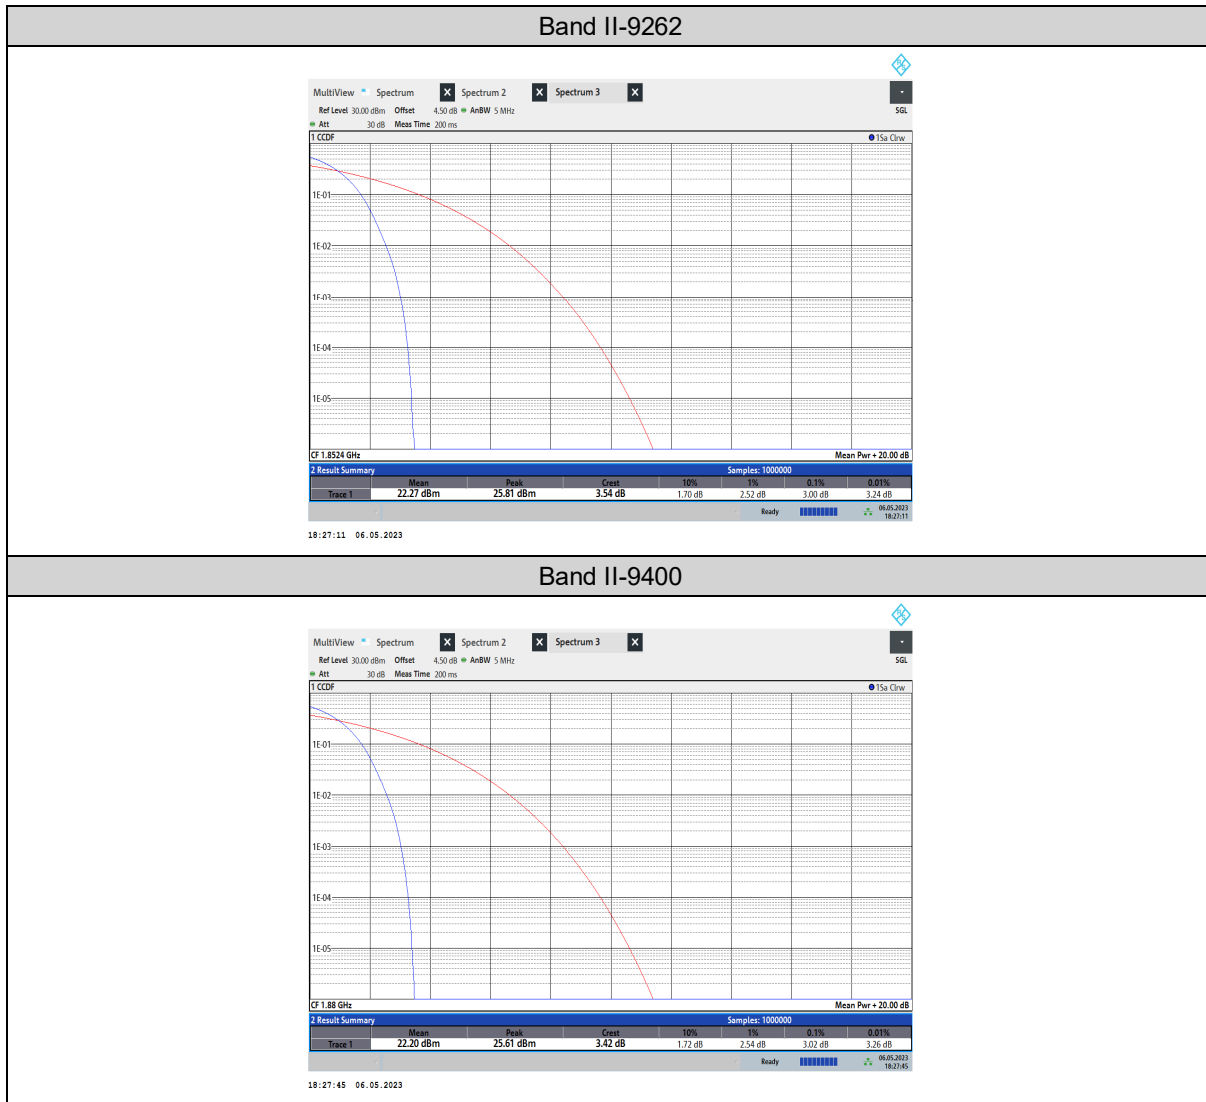 Band II-9262
MultiView Spectrum X Spectrum 2 X Spectrum 3 X
Ref Level 30.00 dBm Offset 4.50 dB AnBW 5 MHz SGL
Att 30 dB Meas Time 200 ms
1 CCDF 1Sa Clrw
1E-01
1E-02
1E-03
1E-04
1E-05
CF 1.8524 GHz Mean Pwr + 20.00 dB
2 Result Summary Samples: 1000000
Mean Peak Crest 10% 1% 0.1% 0.01%
Trace 1 22.27 dBm 25.81 dBm 3.54 dB 1.70 dB 2.52 dB 3.00 dB 3.24 dB
Ready 06.05.2023
18:27:11
18:27:11 06.05.2023
Band II-9400
MultiView Spectrum X Spectrum 2 X Spectrum 3 X
Ref Level 30.00 dBm Offset 4.50 dB AnBW 5 MHz SGL
Att 30 dB Meas Time 200 ms
1 CCDF 1Sa Clrw
1E-01
1E-02
1E-03
1E-04
1E-05
CF 1.88 GHz Mean Pwr + 20.00 dB
2 Result Summary Samples: 1000000
Mean Peak Crest 10% 1% 0.1% 0.01%
Trace 1 22.20 dBm 25.61 dBm 3.42 dB 1.72 dB 2.54 dB 3.02 dB 3.26 dB
Ready 06.05.2023
18:27:45
18:27:45 06.05.2023